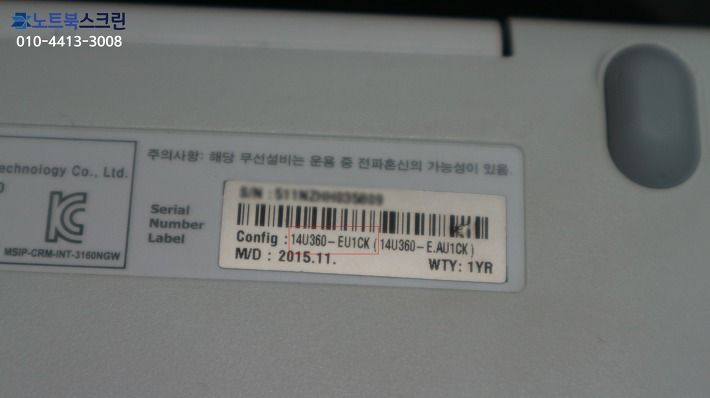 노트북스크린
010-4413-3008
주의사항: 해당 무선설비는 운용 중 전파혼신의 가능성이 있음.
echnology Co., Ltd.
MSIP-CRM-INT-3160NGW
Serial
Number
Label
S/N :
Config : 14U360-EU1CK (14U360-E.AU1CK)
M/D : 2015.11. WTY: 1YR